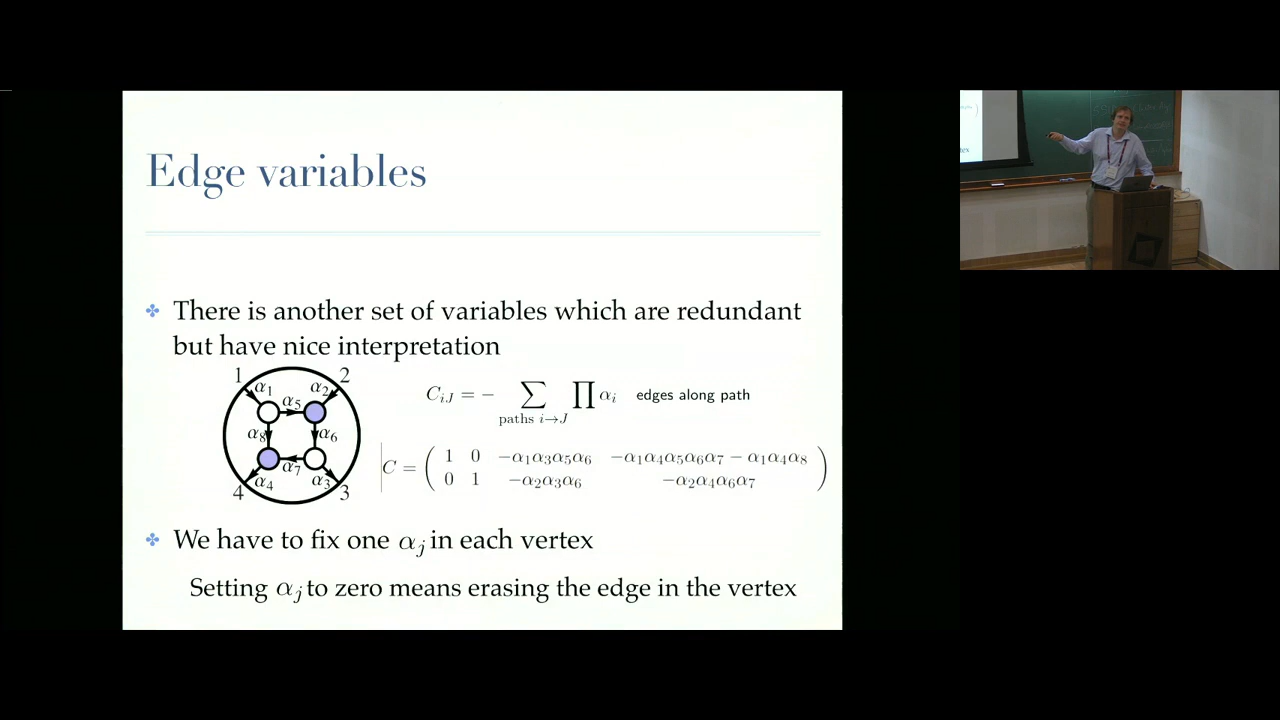 Edge variables
There is another set of variables which are redundant
but have nice interpretation
1 2
α₁ α₂
α₅
α₈ α₆
α₇
α₄ α₃
4 3
C_{iJ} = − ∑_{paths i→J} ∏ α_i edges along path
C = ( 1 0 −α₁α₃α₅α₆ −α₁α₄α₅α₆α₇ − α₁α₄α₈
0 1 −α₂α₃α₆ −α₂α₄α₆α₇ )
We have to fix one α_j in each vertex
Setting α_j to zero means erasing the edge in the vertex